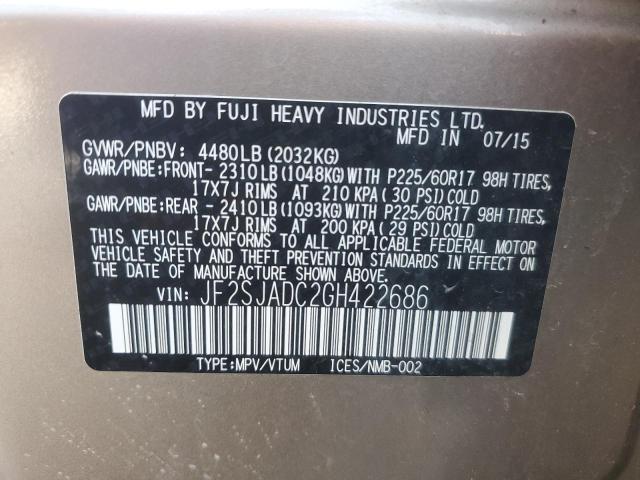 MFD BY FUJI HEAVY INDUSTRIES LTD.
MFD IN 07/15
GVWR/PNBV: 4480LB(2032KG)
GAWR/PNBE:FRONT- 2310LB(1048KG)WITH P225/60R17 98H TIRES,
17X7J RIMS AT 210 KPA( 30 PSI)COLD
GAWR/PNBE:REAR - 2410LB(1093KG)WITH P225/60R17 98H TIRES,
17X7J RIMS AT 200 KPA( 29 PSI)COLD
THIS VEHICLE CONFORMS TO ALL APPLICABLE FEDERAL MOTOR
VEHICLE SAFETY AND THEFT PREVENTION STANDARDS IN EFFECT ON
THE DATE OF MANUFACTURE SHOWN ABOVE.
VIN: JF2SJADC2GH422686
TYPE:MPV/VTUM ICES/NMB-002